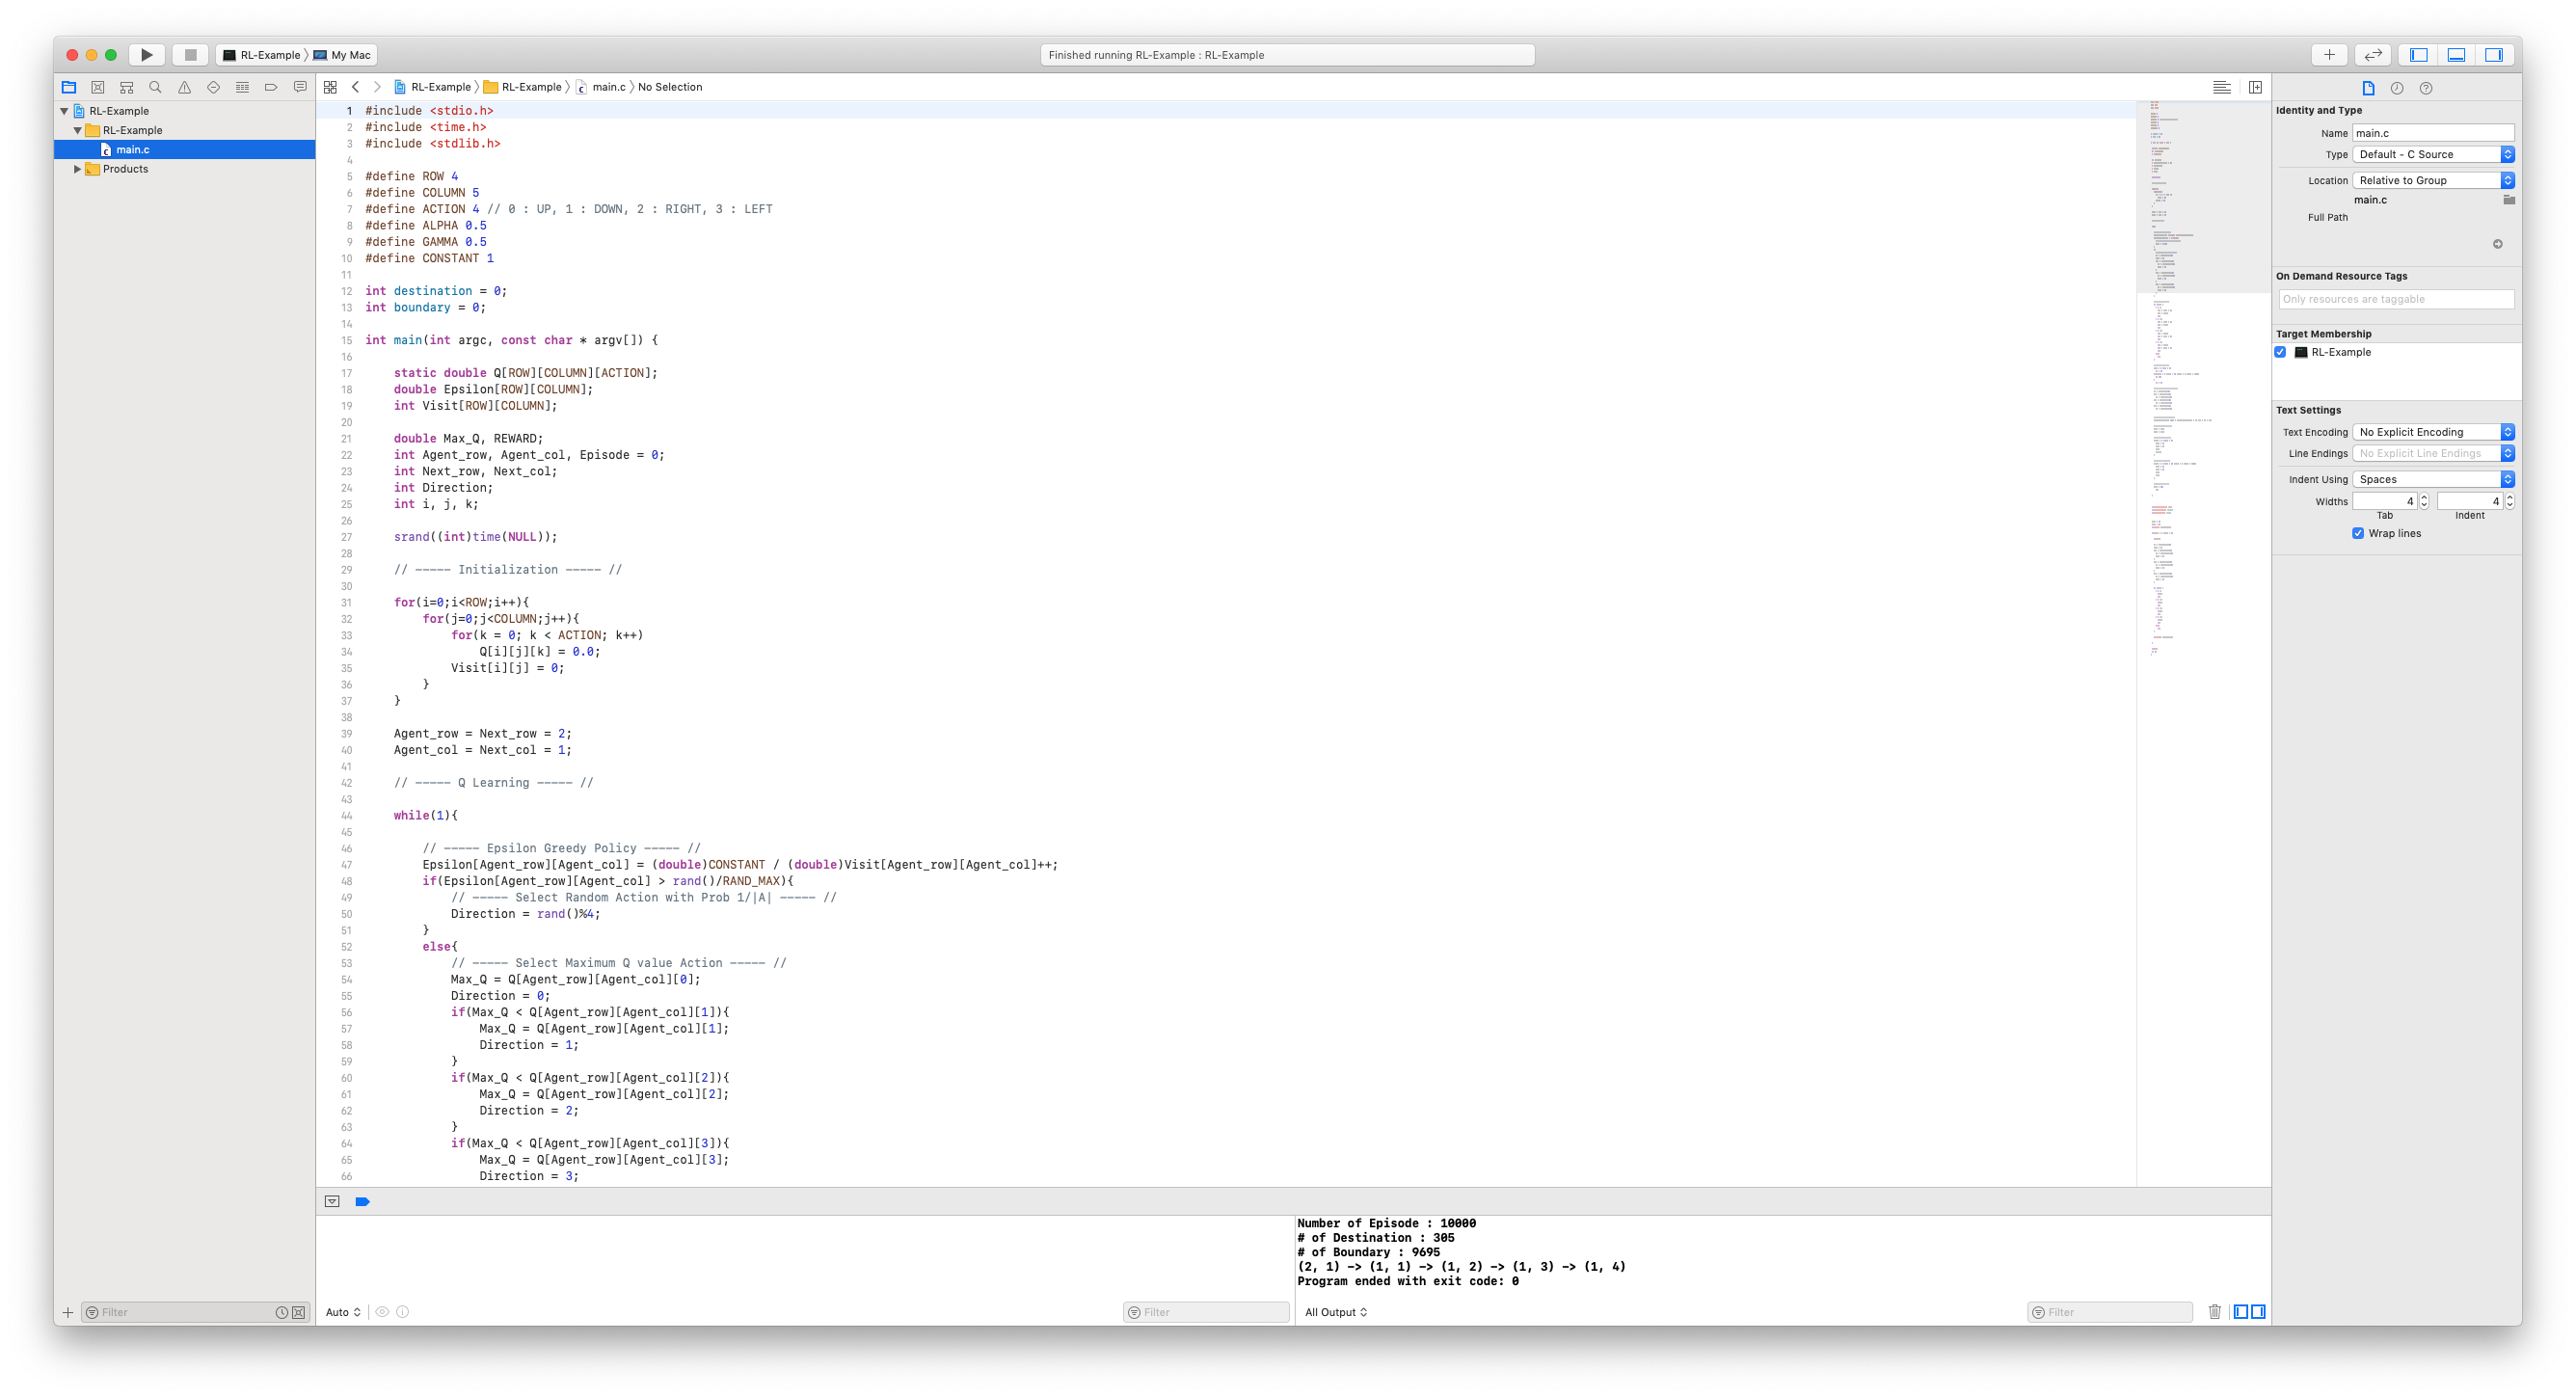 RL-Example 〉 My Mac
Finished running RL-Example : RL-Example
RL-Example
RL-Example
main.c
Products
RL-Example 〉 RL-Example 〉 main.c 〉 No Selection
1 #include <stdio.h>
2 #include <time.h>
3 #include <stdlib.h>
4
5 #define ROW 4
6 #define COLUMN 5
7 #define ACTION 4 // 0 : UP, 1 : DOWN, 2 : RIGHT, 3 : LEFT
8 #define ALPHA 0.5
9 #define GAMMA 0.5
10 #define CONSTANT 1
11
12 int destination = 0;
13 int boundary = 0;
14
15 int main(int argc, const char * argv[]) {
16
17     static double Q[ROW][COLUMN][ACTION];
18     double Epsilon[ROW][COLUMN];
19     int Visit[ROW][COLUMN];
20
21     double Max_Q, REWARD;
22     int Agent_row, Agent_col, Episode = 0;
23     int Next_row, Next_col;
24     int Direction;
25     int i, j, k;
26
27     srand((int)time(NULL));
28
29     // ----- Initialization ----- //
30
31     for(i=0;i<ROW;i++){
32         for(j=0;j<COLUMN;j++){
33             for(k = 0; k < ACTION; k++)
34                 Q[i][j][k] = 0.0;
35             Visit[i][j] = 0;
36         }
37     }
38
39     Agent_row = Next_row = 2;
40     Agent_col = Next_col = 1;
41
42     // ----- Q Learning ----- //
43
44     while(1){
45
46         // ----- Epsilon Greedy Policy ----- //
47         Epsilon[Agent_row][Agent_col] = (double)CONSTANT / (double)Visit[Agent_row][Agent_col]++;
48         if(Epsilon[Agent_row][Agent_col] > rand()/RAND_MAX){
49             // ----- Select Random Action with Prob 1/|A| ----- //
50             Direction = rand()%4;
51         }
52         else{
53             // ----- Select Maximum Q value Action ----- //
54             Max_Q = Q[Agent_row][Agent_col][0];
55             Direction = 0;
56             if(Max_Q < Q[Agent_row][Agent_col][1]){
57                 Max_Q = Q[Agent_row][Agent_col][1];
58                 Direction = 1;
59             }
60             if(Max_Q < Q[Agent_row][Agent_col][2]){
61                 Max_Q = Q[Agent_row][Agent_col][2];
62                 Direction = 2;
63             }
64             if(Max_Q < Q[Agent_row][Agent_col][3]){
65                 Max_Q = Q[Agent_row][Agent_col][3];
66                 Direction = 3;
Identity and Type
Name main.c
Type Default - C Source
Location Relative to Group
main.c
Full Path
On Demand Resource Tags
Only resources are taggable
Target Membership
RL-Example
Text Settings
Text Encoding No Explicit Encoding
Line Endings No Explicit Line Endings
Indent Using Spaces
Widths 4 4
Tab Indent
Wrap lines
Number of Episode : 10000
# of Destination : 305
# of Boundary : 9695
(2, 1) -> (1, 1) -> (1, 2) -> (1, 3) -> (1, 4)
Program ended with exit code: 0
Filter
Auto
Filter
All Output
Filter